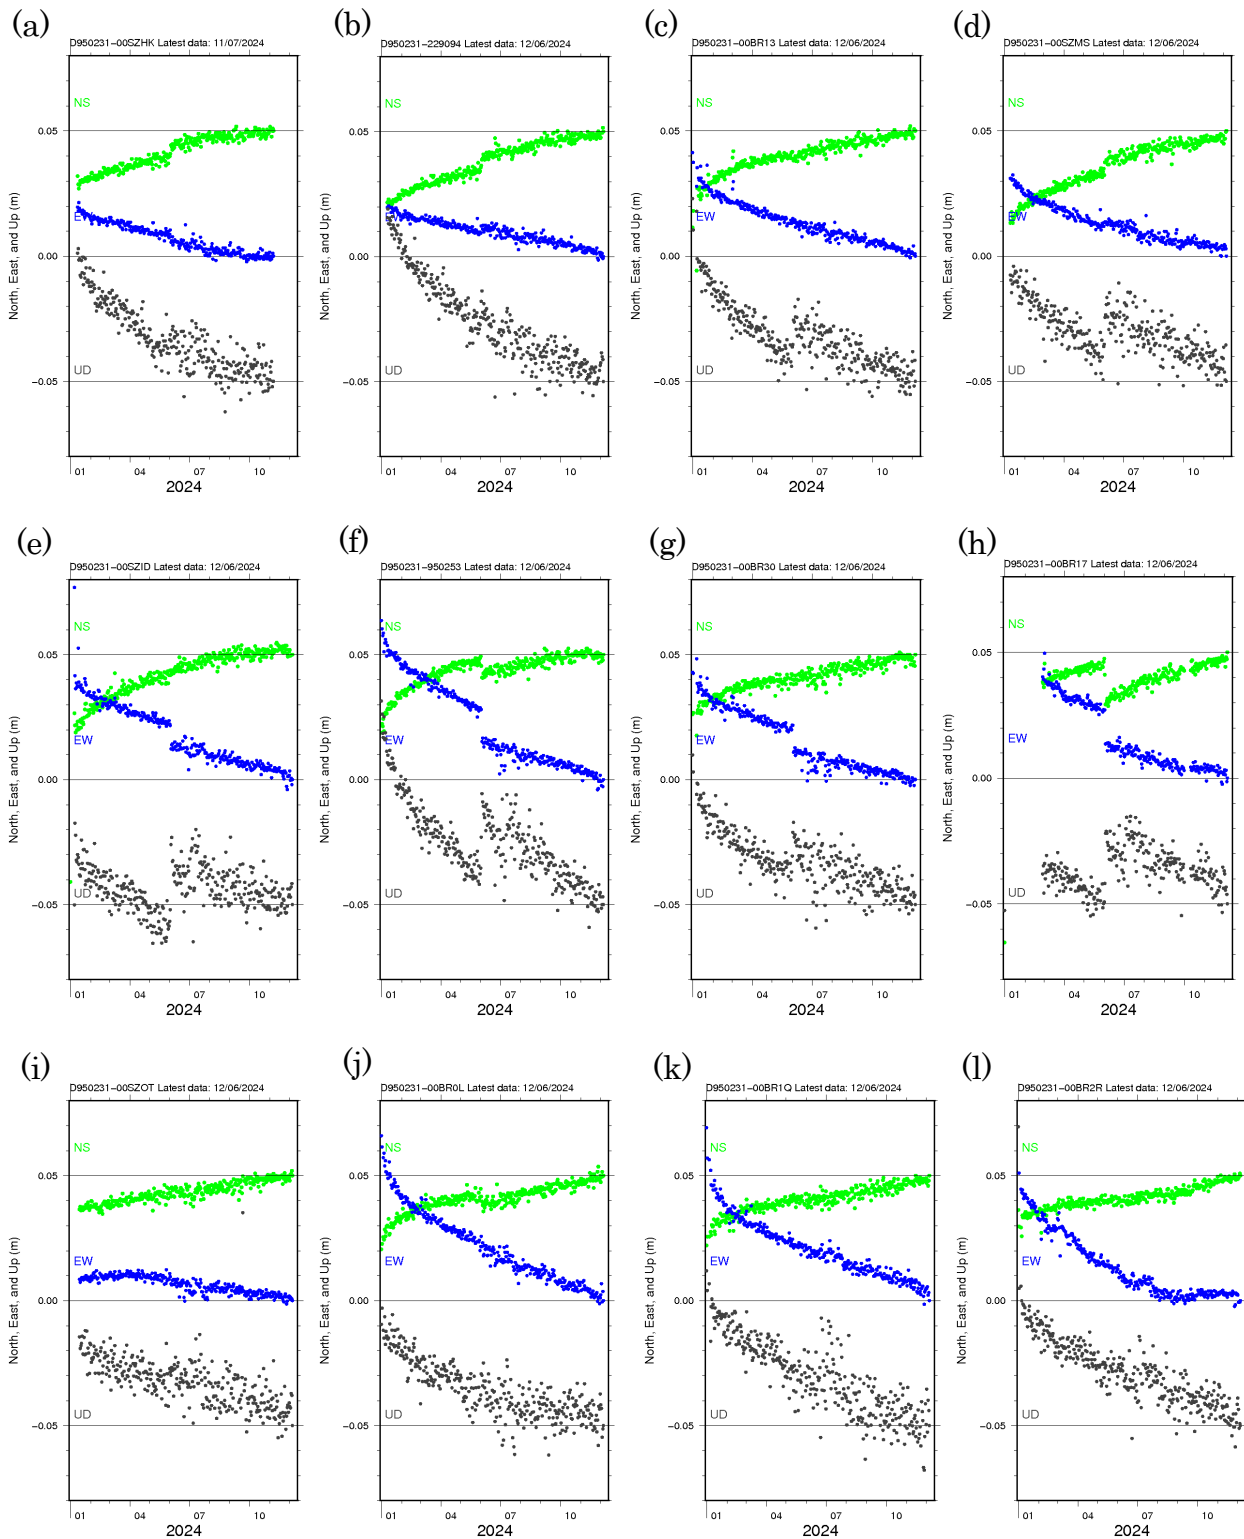 (a) (b) (c) (d)
D950231-00SZHK Latest data: 11/07/2024
D950231-229094 Latest data: 12/06/2024
D950231-00BR13 Latest data: 12/06/2024
D950231-00SZMS Latest data: 12/06/2024
NS NS NS NS
0.05 0.05 0.05 0.05
EW EW EW EW
0.00 0.00 0.00 0.00
North, East, and Up (m) North, East, and Up (m) North, East, and Up (m) North, East, and Up (m)
UD UD UD UD
-0.05 -0.05 -0.05 -0.05
01 04 07 10 01 04 07 10 01 04 07 10 01 04 07 10
2024 2024 2024 2024
(e) (f) (g) (h)
D950231-00SZID Latest data: 12/06/2024
D950231-950253 Latest data: 12/06/2024
D950231-00BR30 Latest data: 12/06/2024
D950231-00BR17 Latest data: 12/06/2024
NS NS NS NS
0.05 0.05 0.05 0.05
EW EW EW EW
0.00 0.00 0.00 0.00
North, East, and Up (m) North, East, and Up (m) North, East, and Up (m) North, East, and Up (m)
UD UD UD UD
-0.05 -0.05 -0.05 -0.05
01 04 07 10 01 04 07 10 01 04 07 10 01 04 07 10
2024 2024 2024 2024
(i) (j) (k) (l)
D950231-00SZOT Latest data: 12/06/2024
D950231-00BR0L Latest data: 12/06/2024
D950231-00BR1Q Latest data: 12/06/2024
D950231-00BR2R Latest data: 12/06/2024
NS NS NS NS
0.05 0.05 0.05 0.05
EW EW EW EW
0.00 0.00 0.00 0.00
North, East, and Up (m) North, East, and Up (m) North, East, and Up (m) North, East, and Up (m)
UD UD UD UD
-0.05 -0.05 -0.05 -0.05
01 04 07 10 01 04 07 10 01 04 07 10 01 04 07 10
2024 2024 2024 2024